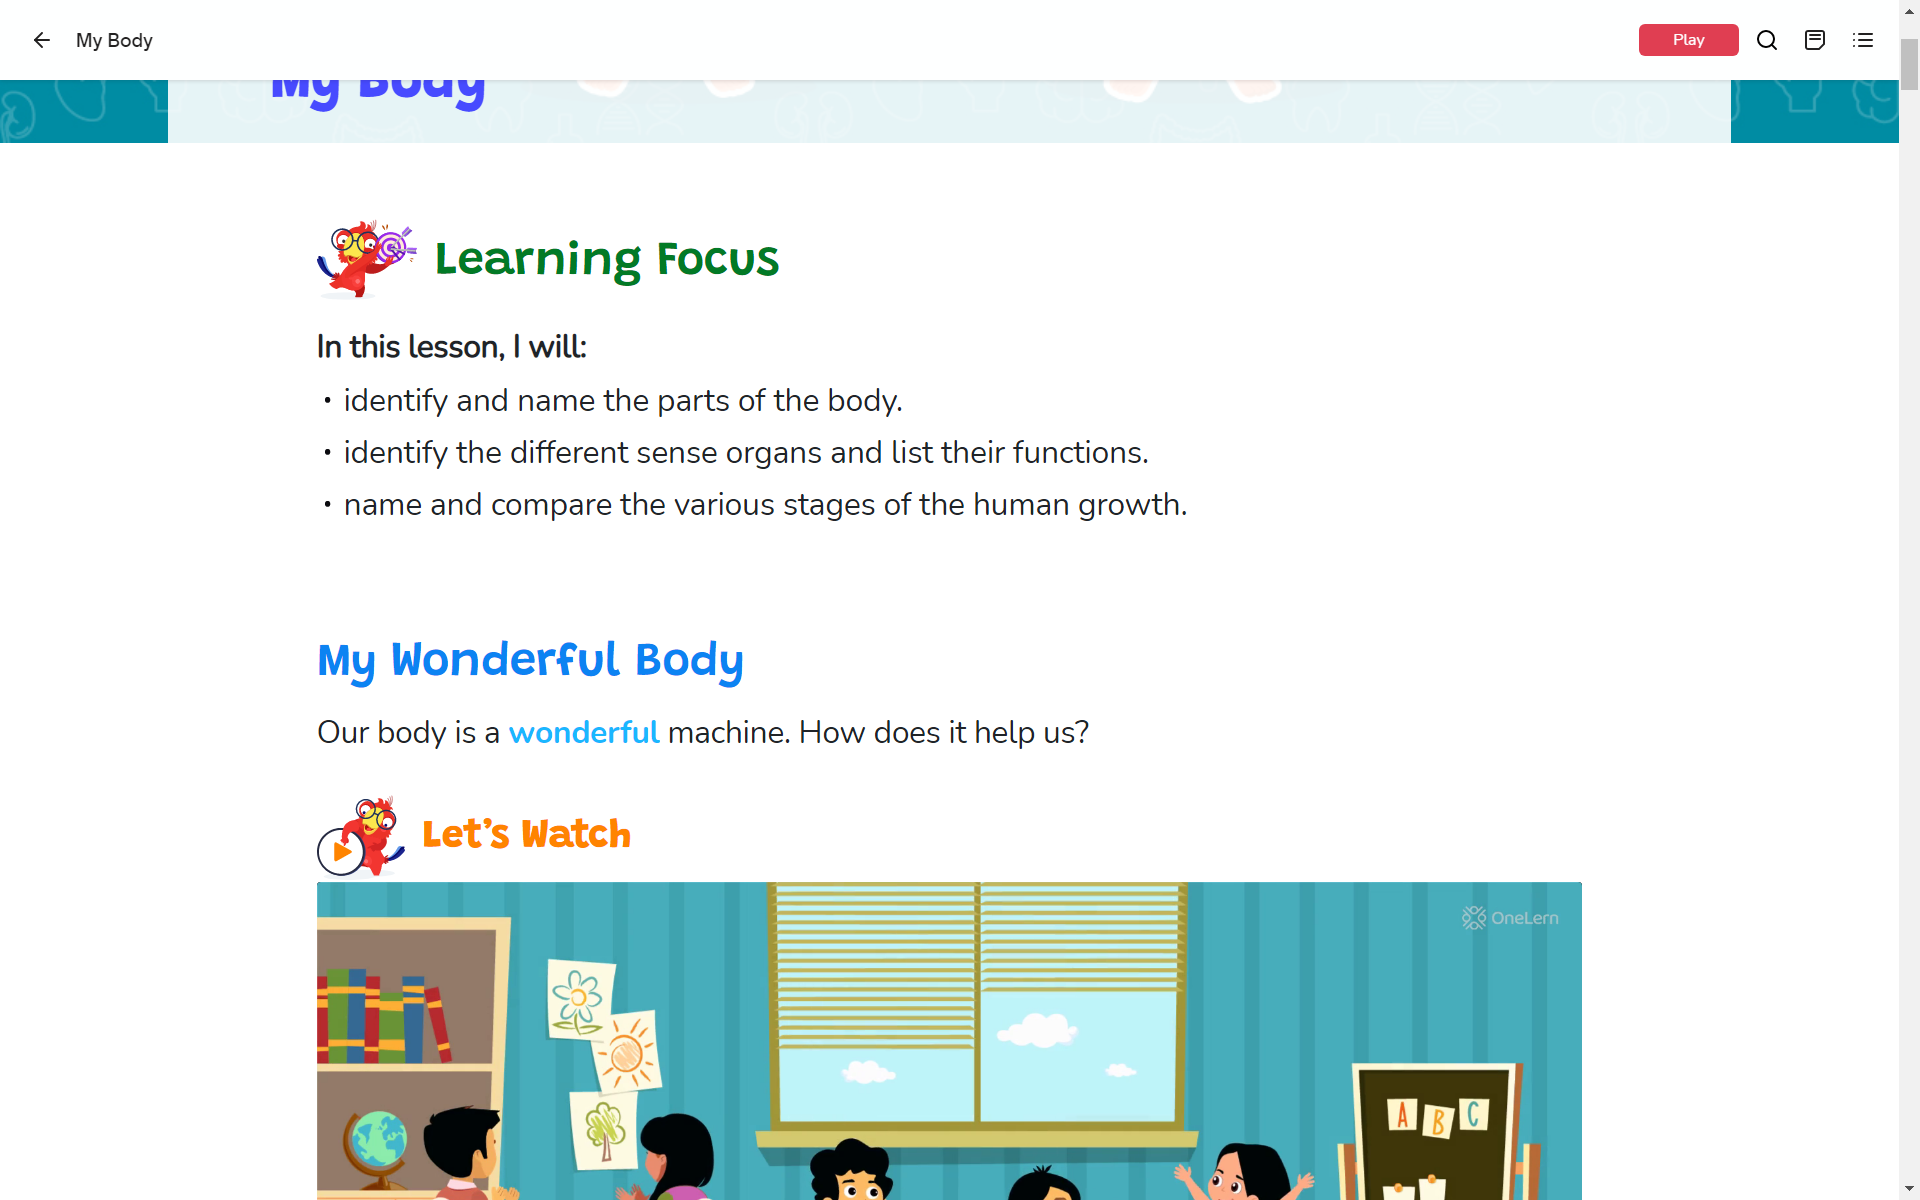 My Body
Play
My Body
Learning Focus
In this lesson, I will:
• identify and name the parts of the body.
• identify the different sense organs and list their functions.
• name and compare the various stages of the human growth.
My Wonderful Body
Our body is a wonderful machine. How does it help us?
Let's Watch
OneLern
A B C